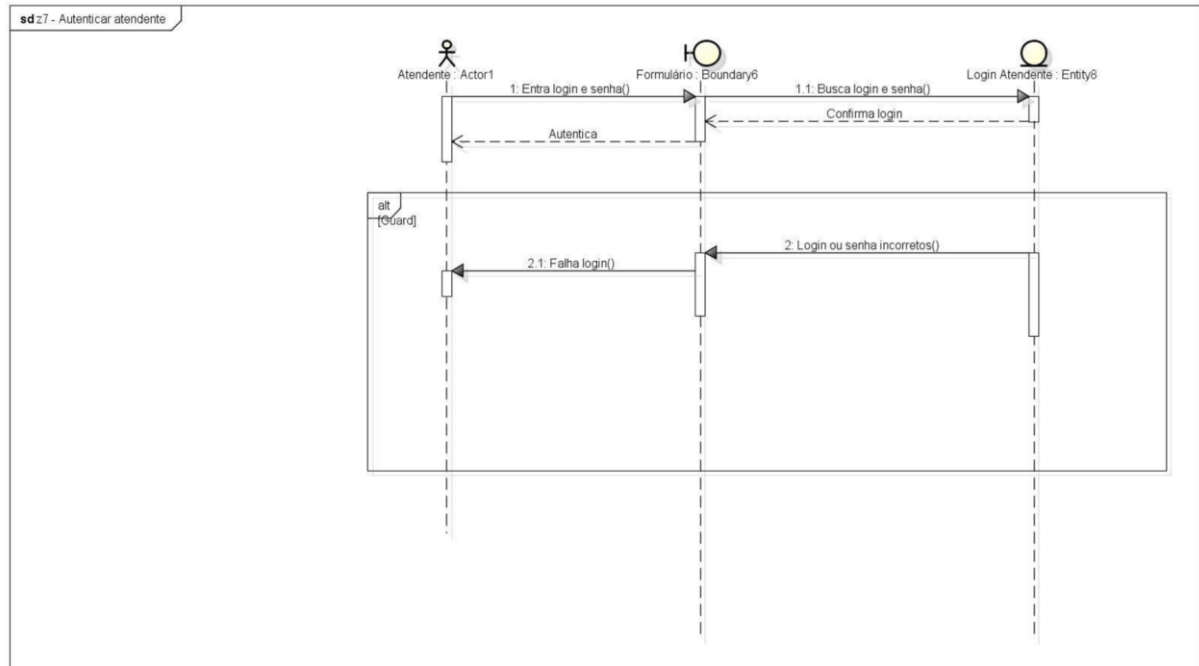 sd z7 - Autenticar atendente
Atendente : Actor1
Formulário : Boundary6
Login Atendente : Entity8
1: Entra login e senha()
1.1: Busca login e senha()
Confirma login
Autentica
alt
[Guard]
2: Login ou senha incorretos()
2.1: Falha login()